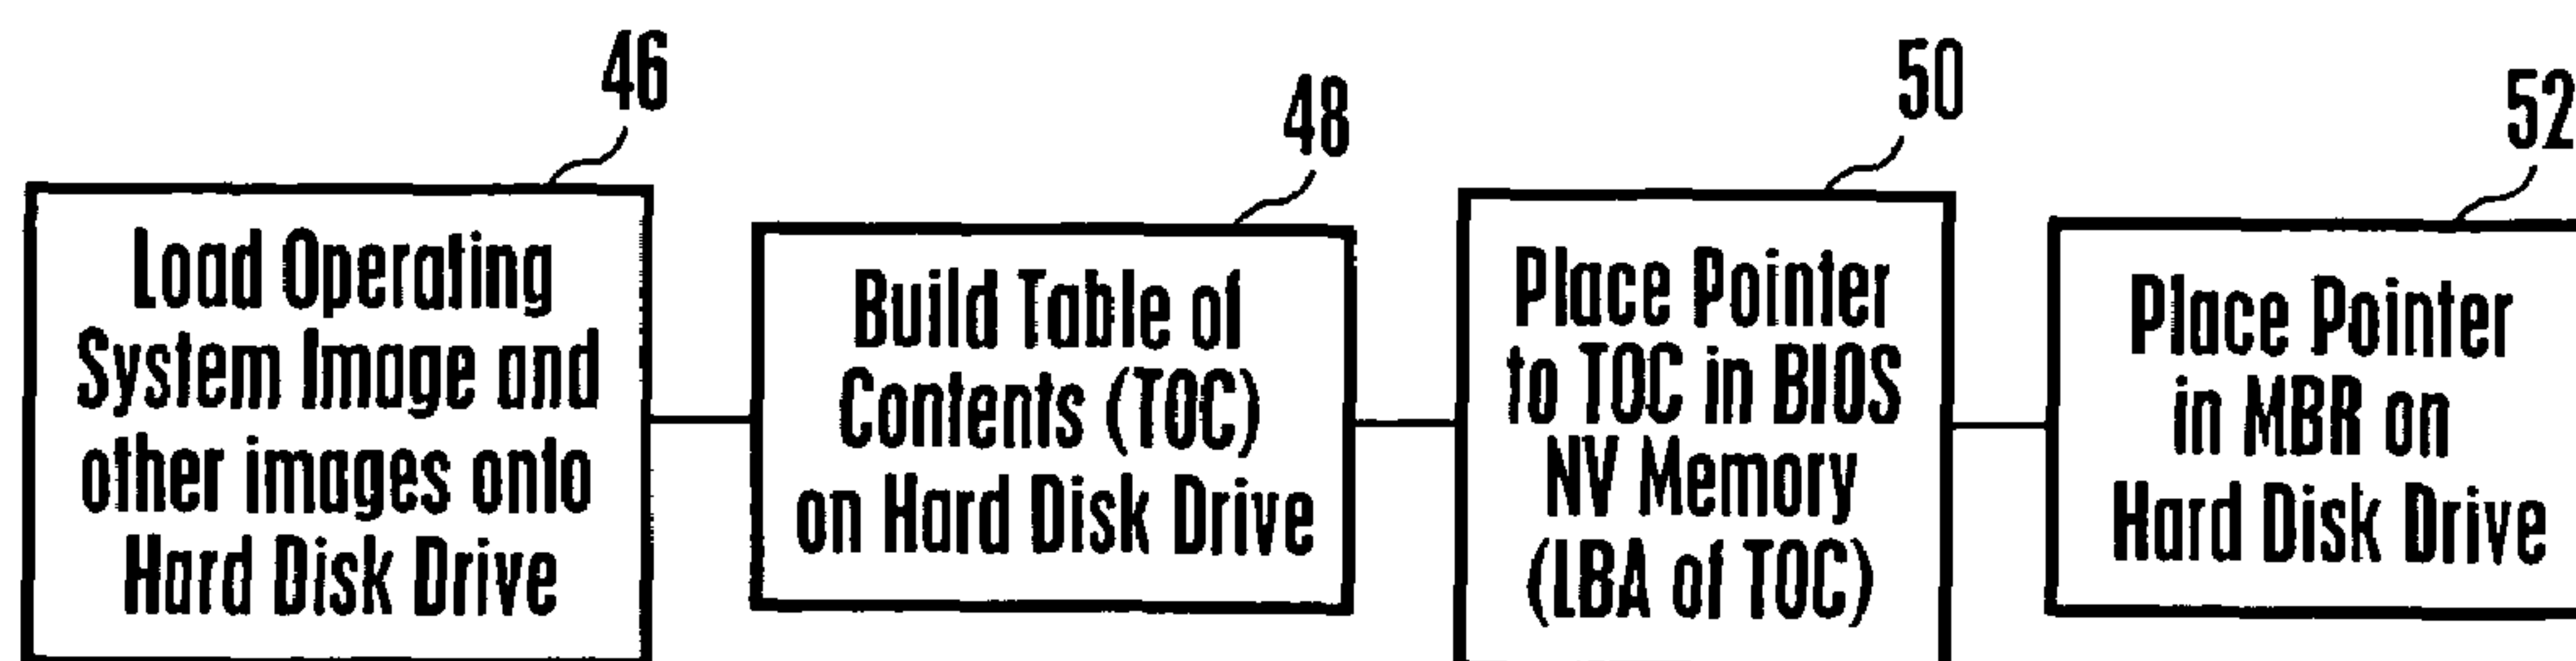 46
Load Operating
System Image and
other images onto
Hard Disk Drive
48
Build Table of
Contents (TOC)
on Hard Disk Drive
50
Place Pointer
to TOC in BIOS
NV Memory
(LBA of TOC)
52
Place Pointer
in MBR on
Hard Disk Drive